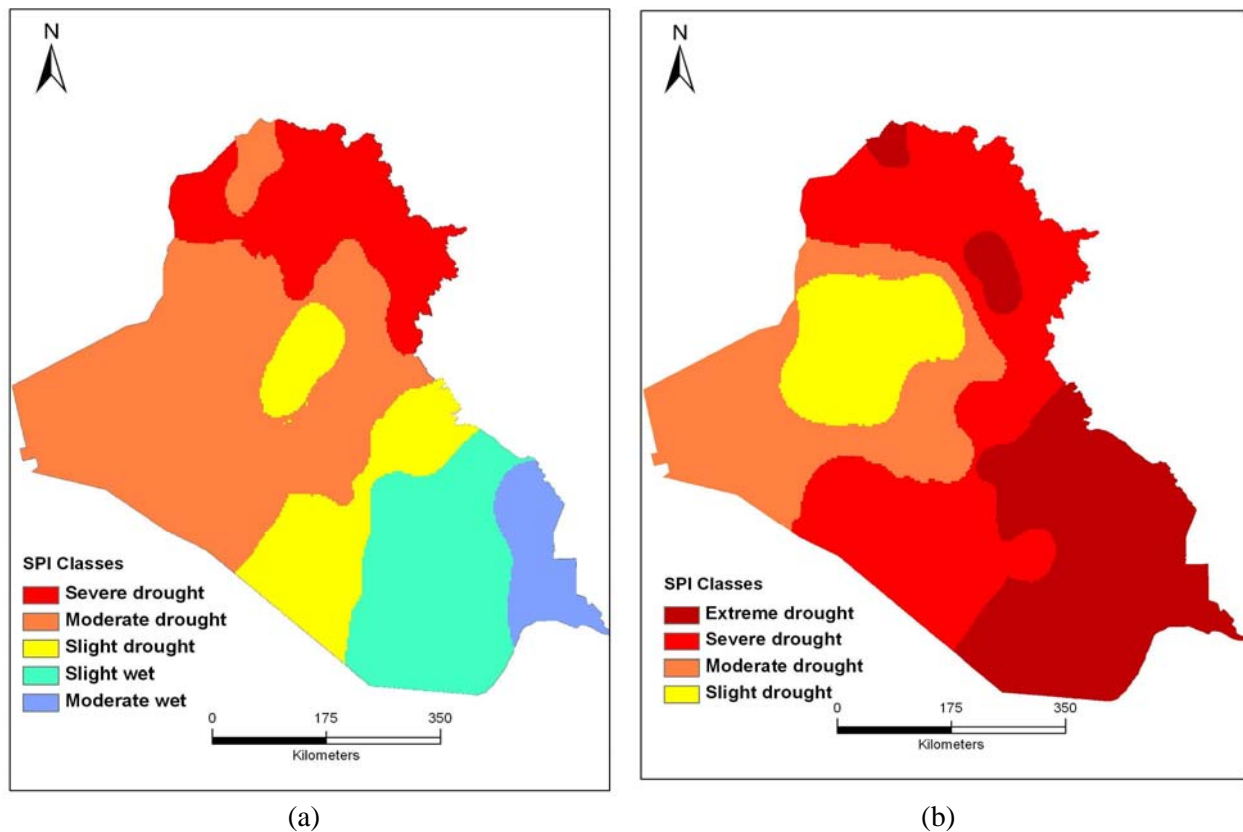 N
SPI Classes
Severe drought
Moderate drought
Slight drought
Slight wet
Moderate wet
0 175 350
Kilometers
(a)
N
SPI Classes
Extreme drought
Severe drought
Moderate drought
Slight drought
0 175 350
Kilometers
(b)